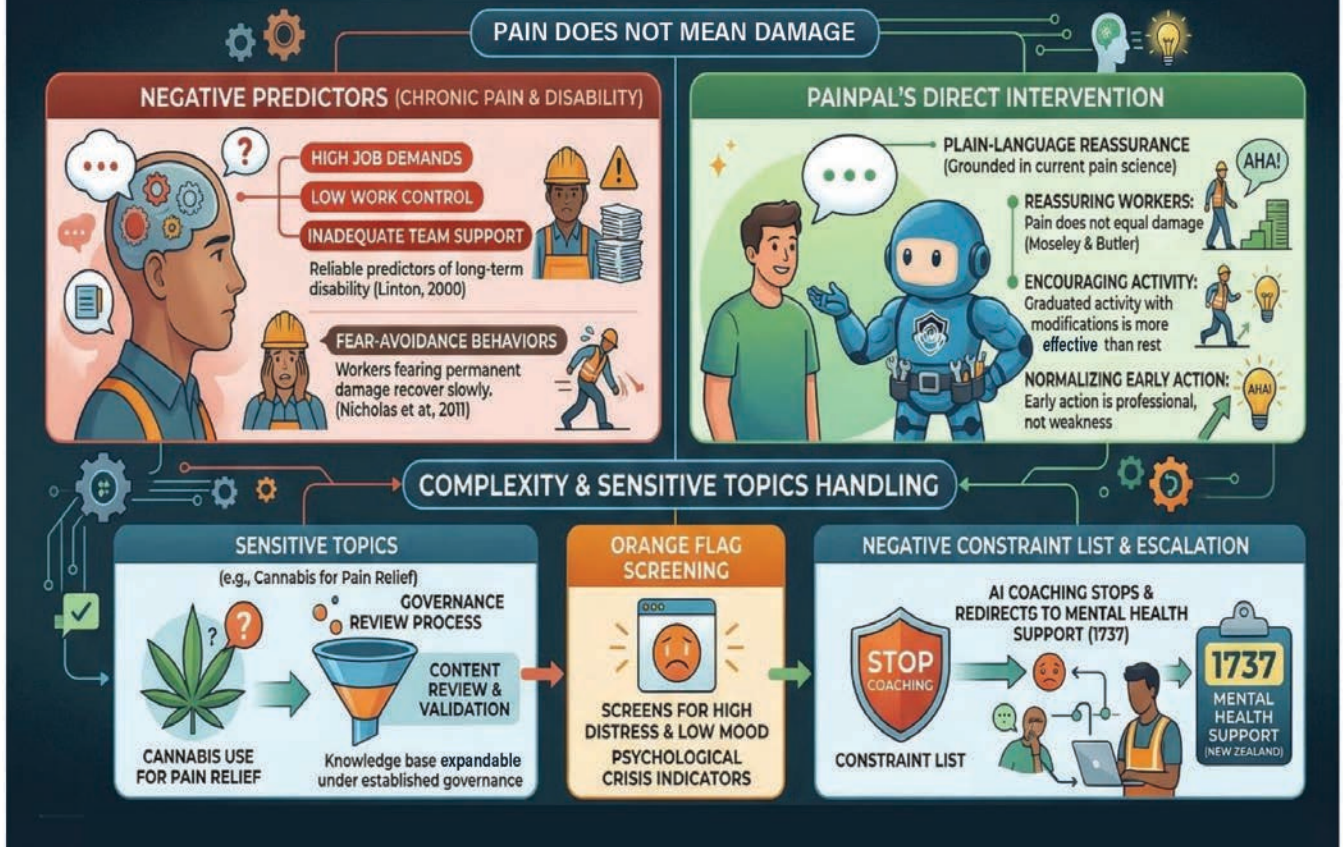 PAIN DOES NOT MEAN DAMAGE
NEGATIVE PREDICTORS (CHRONIC PAIN & DISABILITY)
?
HIGH JOB DEMANDS
LOW WORK CONTROL
INADEQUATE TEAM SUPPORT
Reliable predictors of long-term
disability (Linton, 2000)
FEAR-AVOIDANCE BEHAVIORS
Workers fearing permanent
damage recover slowly.
(Nicholas et at, 2011)
PAINPAL'S DIRECT INTERVENTION
PLAIN-LANGUAGE REASSURANCE
(Grounded in current pain science)
AHA!
REASSURING WORKERS:
Pain does not equal damage
(Moseley & Butler)
ENCOURAGING ACTIVITY:
Graduated activity with
modifications is more
effective than rest
NORMALIZING EARLY ACTION:
Early action is professional,
not weakness
AHA!
COMPLEXITY & SENSITIVE TOPICS HANDLING
SENSITIVE TOPICS
(e.g., Cannabis for Pain Relief)
? ?
GOVERNANCE
REVIEW PROCESS
CONTENT
REVIEW &
VALIDATION
CANNABIS USE
FOR PAIN RELIEF
Knowledge base expandable
under established governance
ORANGE FLAG
SCREENING
SCREENS FOR HIGH
DISTRESS & LOW MOOD
PSYCHOLOGICAL
CRISIS INDICATORS
NEGATIVE CONSTRAINT LIST & ESCALATION
AI COACHING STOPS &
REDIRECTS TO MENTAL HEALTH
SUPPORT (1737)
STOP
COACHING
CONSTRAINT LIST
1737
MENTAL
HEALTH
SUPPORT
(NEW ZEALAND)